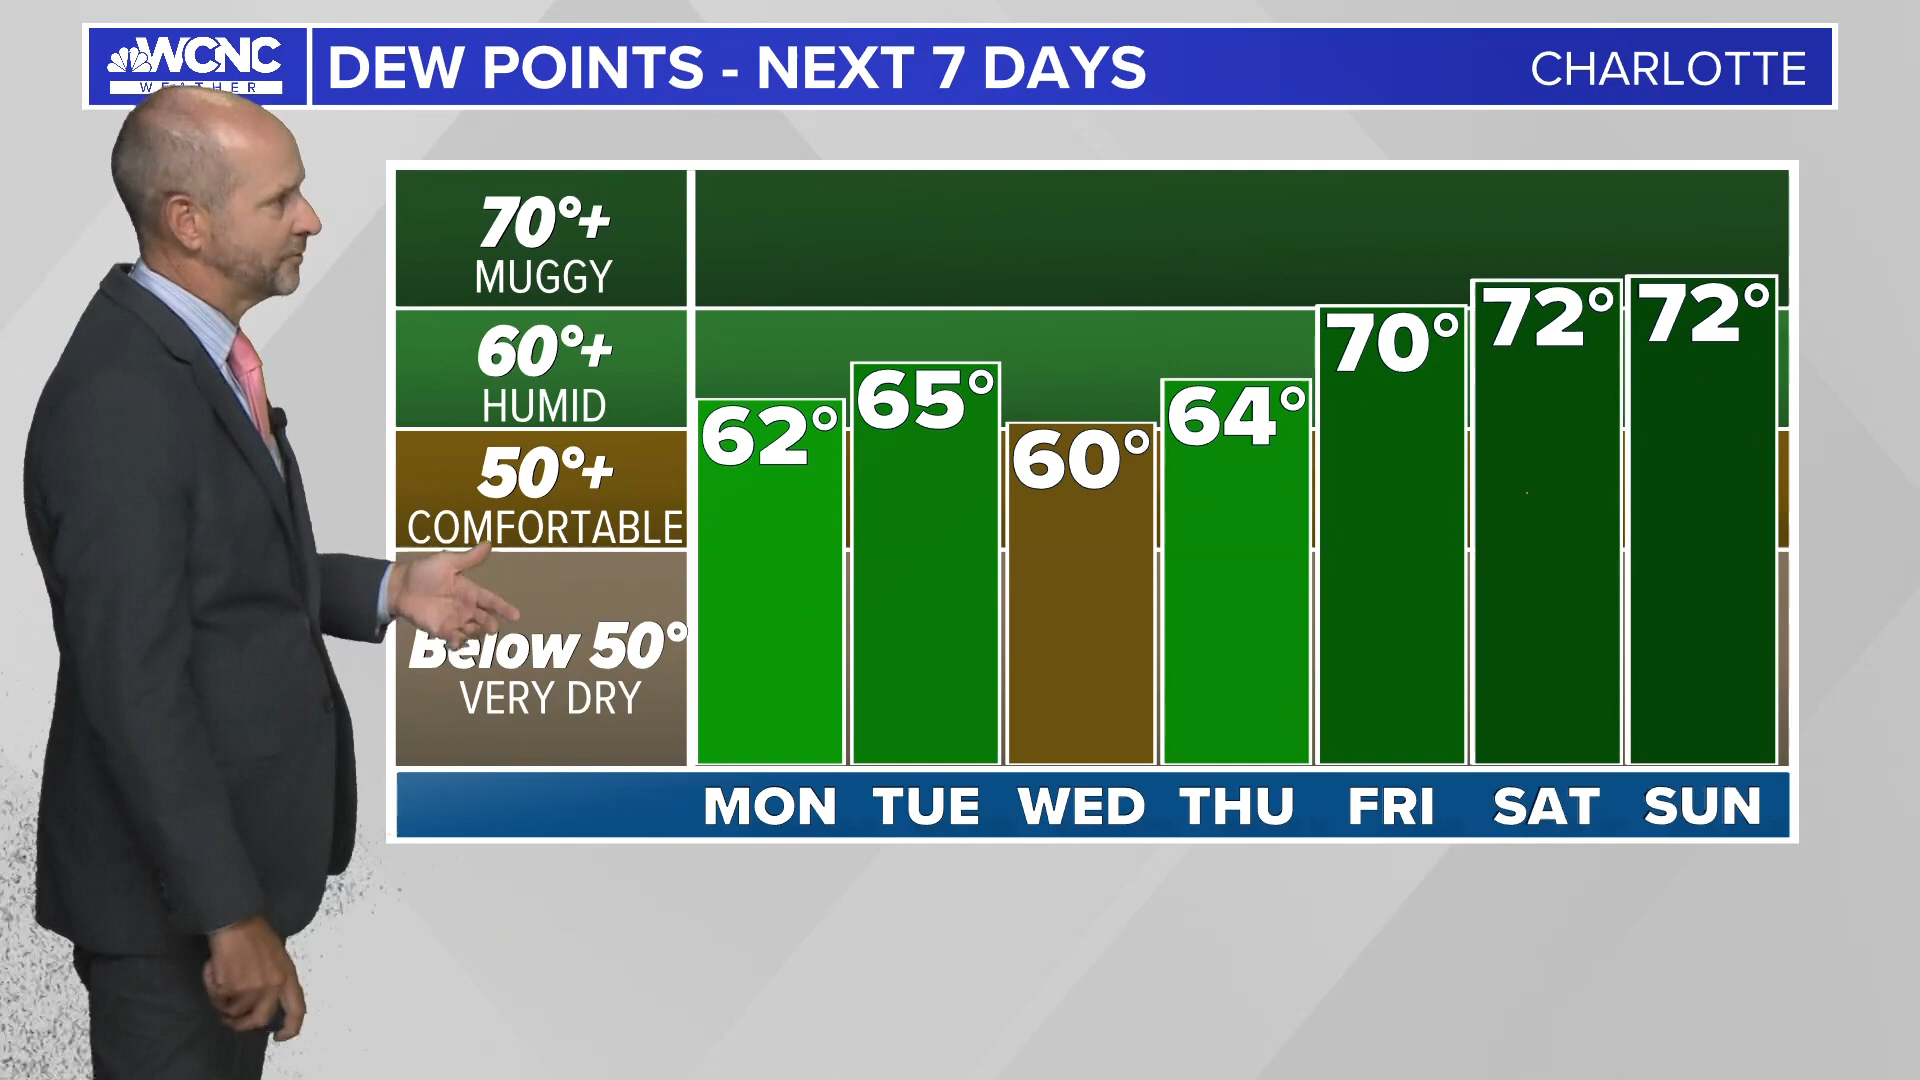 WCNC
WEATHER
DEW POINTS - NEXT 7 DAYS
CHARLOTTE
70°+
MUGGY
60°+
HUMID
50°+
COMFORTABLE
Below 50°
VERY DRY
62° 65° 60° 64° 70° 72° 72°
MON TUE WED THU FRI SAT SUN